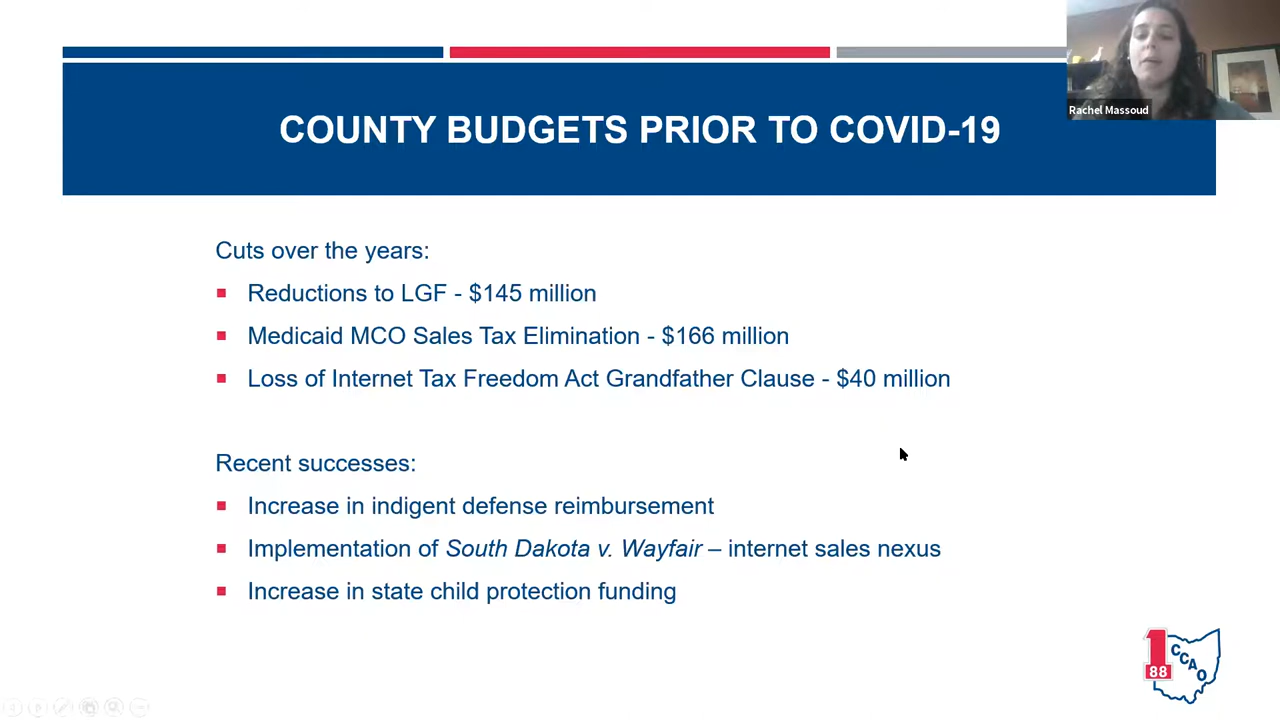 Rachel Massoud
COUNTY BUDGETS PRIOR TO COVID-19
Cuts over the years:
Reductions to LGF - $145 million
Medicaid MCO Sales Tax Elimination - $166 million
Loss of Internet Tax Freedom Act Grandfather Clause - $40 million
Recent successes:
Increase in indigent defense reimbursement
Implementation of South Dakota v. Wayfair – internet sales nexus
Increase in state child protection funding
1
88
CCAO